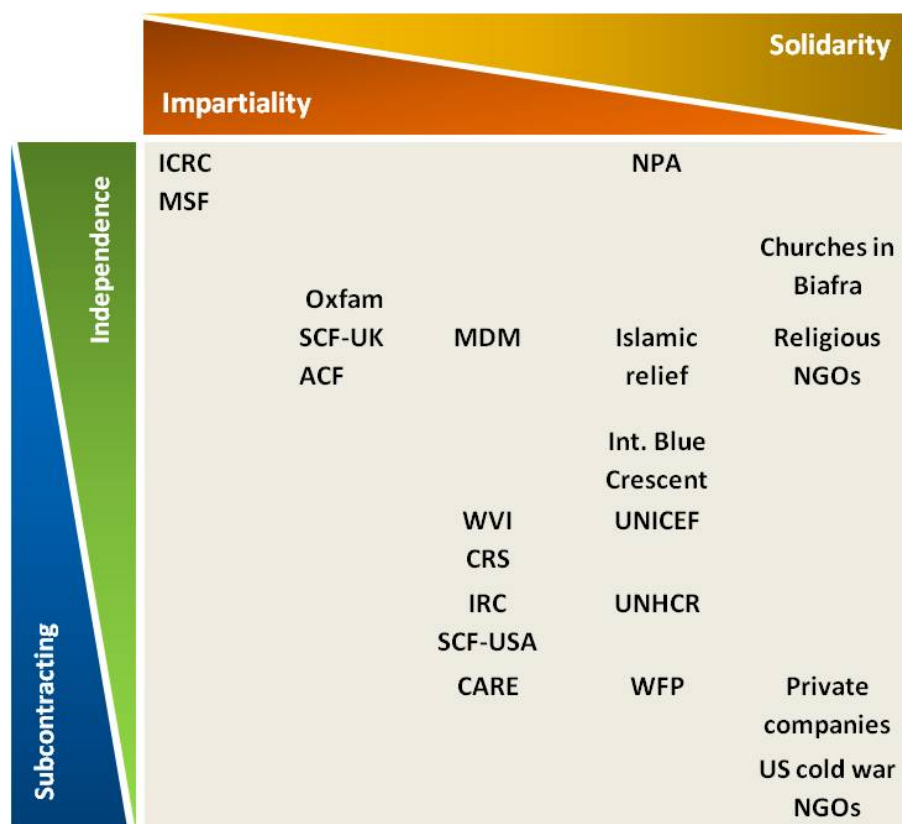 Solidarity
Impartiality
Independence
Subcontracting
ICRC
NPA
MSF
Churches in
Biafra
Oxfam
SCF-UK
MDM
Islamic
Religious
ACF
relief
NGOs
Int. Blue
Crescent
WVI
UNICEF
CRS
IRC
UNHCR
SCF-USA
CARE
WFP
Private
companies
US cold war
NGOs